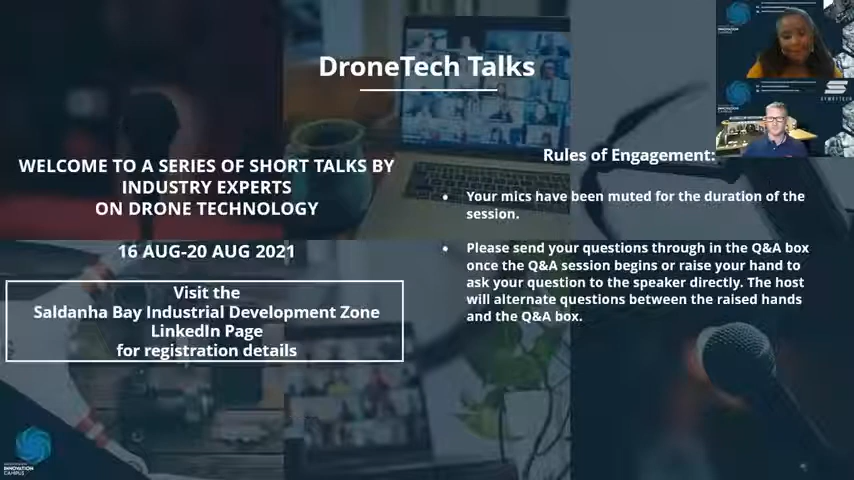 DroneTech Talks
WELCOME TO A SERIES OF SHORT TALKS BY
INDUSTRY EXPERTS
ON DRONE TECHNOLOGY
16 AUG-20 AUG 2021
Visit the
Saldanha Bay Industrial Development Zone
LinkedIn Page
for registration details
Rules of Engagement:
Your mics have been muted for the duration of the
session.
Please send your questions through in the Q&A box
once the Q&A session begins or raise your hand to
ask your question to the speaker directly. The host
will alternate questions between the raised hands
and the Q&A box.
INNOVATION
CAMPUS